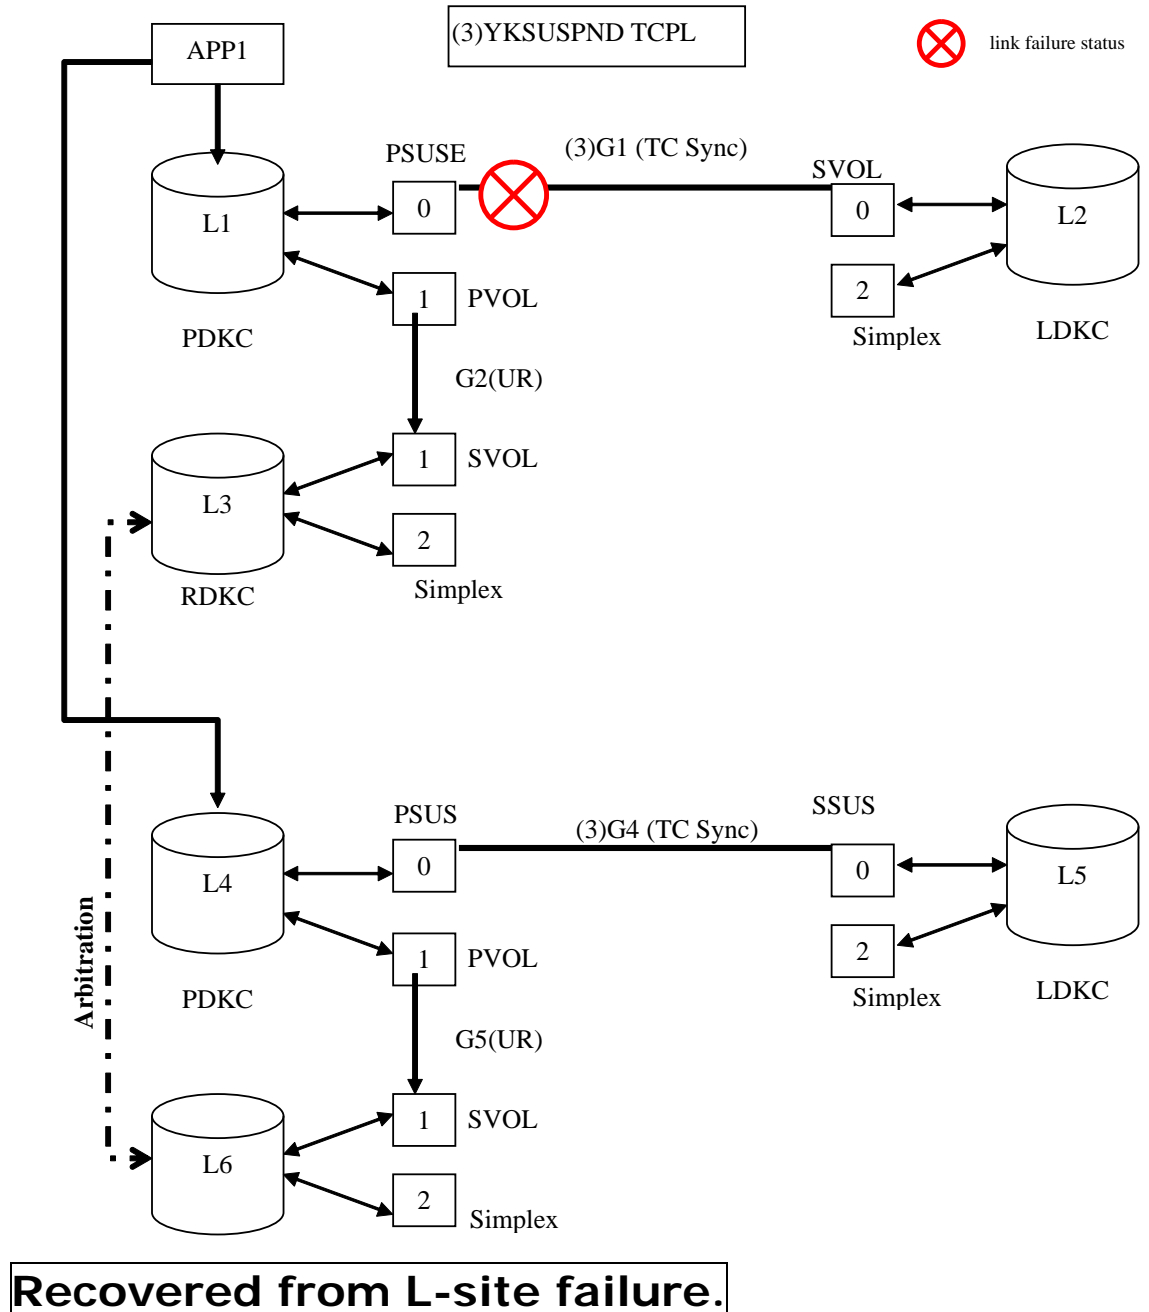 (3)YKSUSPND TCPL
APP1
link failure status
PSUSE
(3)G1 (TC Sync)
SVOL
0
0
L1
L2
1
PVOL
2
PDKC
Simplex
LDKC
G2(UR)
1
SVOL
L3
2
RDKC
Simplex
PSUS
(3)G4 (TC Sync)
SSUS
0
0
L4
L5
1
PVOL
2
PDKC
Simplex
LDKC
Arbitration
G5(UR)
1
SVOL
L6
2
Simplex
Recovered from L-site failure.